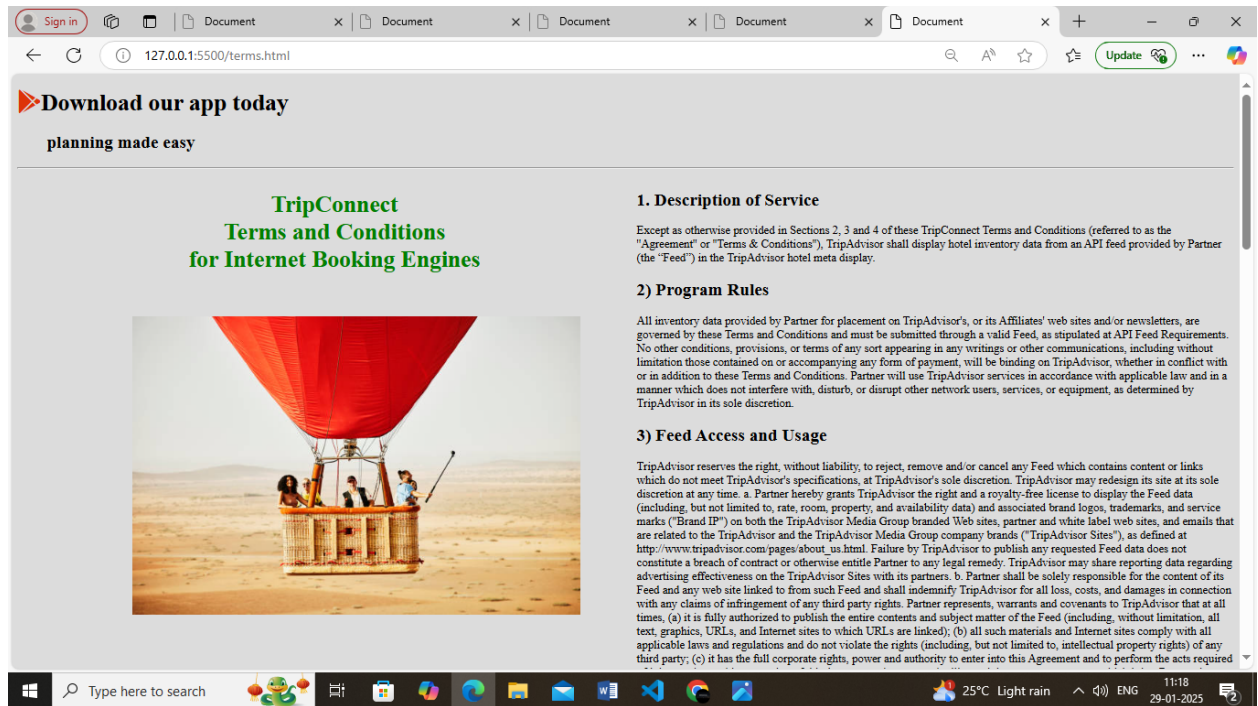 Sign in
Document
Document
Document
Document
Document
127.0.0.1:5500/terms.html
Update
Download our app today
planning made easy
TripConnect
Terms and Conditions
for Internet Booking Engines
1. Description of Service
Except as otherwise provided in Sections 2, 3 and 4 of these TripConnect Terms and Conditions (referred to as the
"Agreement" or "Terms & Conditions"), TripAdvisor shall display hotel inventory data from an API feed provided by Partner
(the “Feed”) in the TripAdvisor hotel meta display.
2) Program Rules
All inventory data provided by Partner for placement on TripAdvisor's, or its Affiliates' web sites and/or newsletters, are
governed by these Terms and Conditions and must be submitted through a valid Feed, as stipulated at API Feed Requirements.
No other conditions, provisions, or terms of any sort appearing in any writings or other communications, including without
limitation those contained on or accompanying any form of payment, will be binding on TripAdvisor, whether in conflict with
or in addition to these Terms and Conditions. Partner will use TripAdvisor services in accordance with applicable law and in a
manner which does not interfere with, disturb, or disrupt other network users, services, or equipment, as determined by
TripAdvisor in its sole discretion.
3) Feed Access and Usage
TripAdvisor reserves the right, without liability, to reject, remove and/or cancel any Feed which contains content or links
which do not meet TripAdvisor's specifications, at TripAdvisor's sole discretion. TripAdvisor may redesign its site at its sole
discretion at any time. a. Partner hereby grants TripAdvisor the right and a royalty-free license to display the Feed data
(including, but not limited to, rate, room, property, and availability data) and associated brand logos, trademarks, and service
marks ("Brand IP") on both the TripAdvisor Media Group branded Web sites, partner and white label web sites, and emails that
are related to the TripAdvisor and the TripAdvisor Media Group company brands ("TripAdvisor Sites"), as defined at
http://www.tripadvisor.com/pages/about_us.html. Failure by TripAdvisor to publish any requested Feed data does not
constitute a breach of contract or otherwise entitle Partner to any legal remedy. TripAdvisor may share reporting data regarding
advertising effectiveness on the TripAdvisor Sites with its partners. b. Partner shall be solely responsible for the content of its
Feed and any web site linked to from such Feed and shall indemnify TripAdvisor for all loss, costs, and damages in connection
with any claims of infringement of any third party rights. Partner represents, warrants and covenants to TripAdvisor that at all
times, (a) it is fully authorized to publish the entire contents and subject matter of the Feed (including, without limitation, all
text, graphics, URLs, and Internet sites to which URLs are linked); (b) all such materials and Internet sites comply with all
applicable laws and regulations and do not violate the rights (including, but not limited to, intellectual property rights) of any
third party; (c) it has the full corporate rights, power and authority to enter into this Agreement and to perform the acts required
Type here to search
25°C Light rain
ENG
11:18
29-01-2025
2